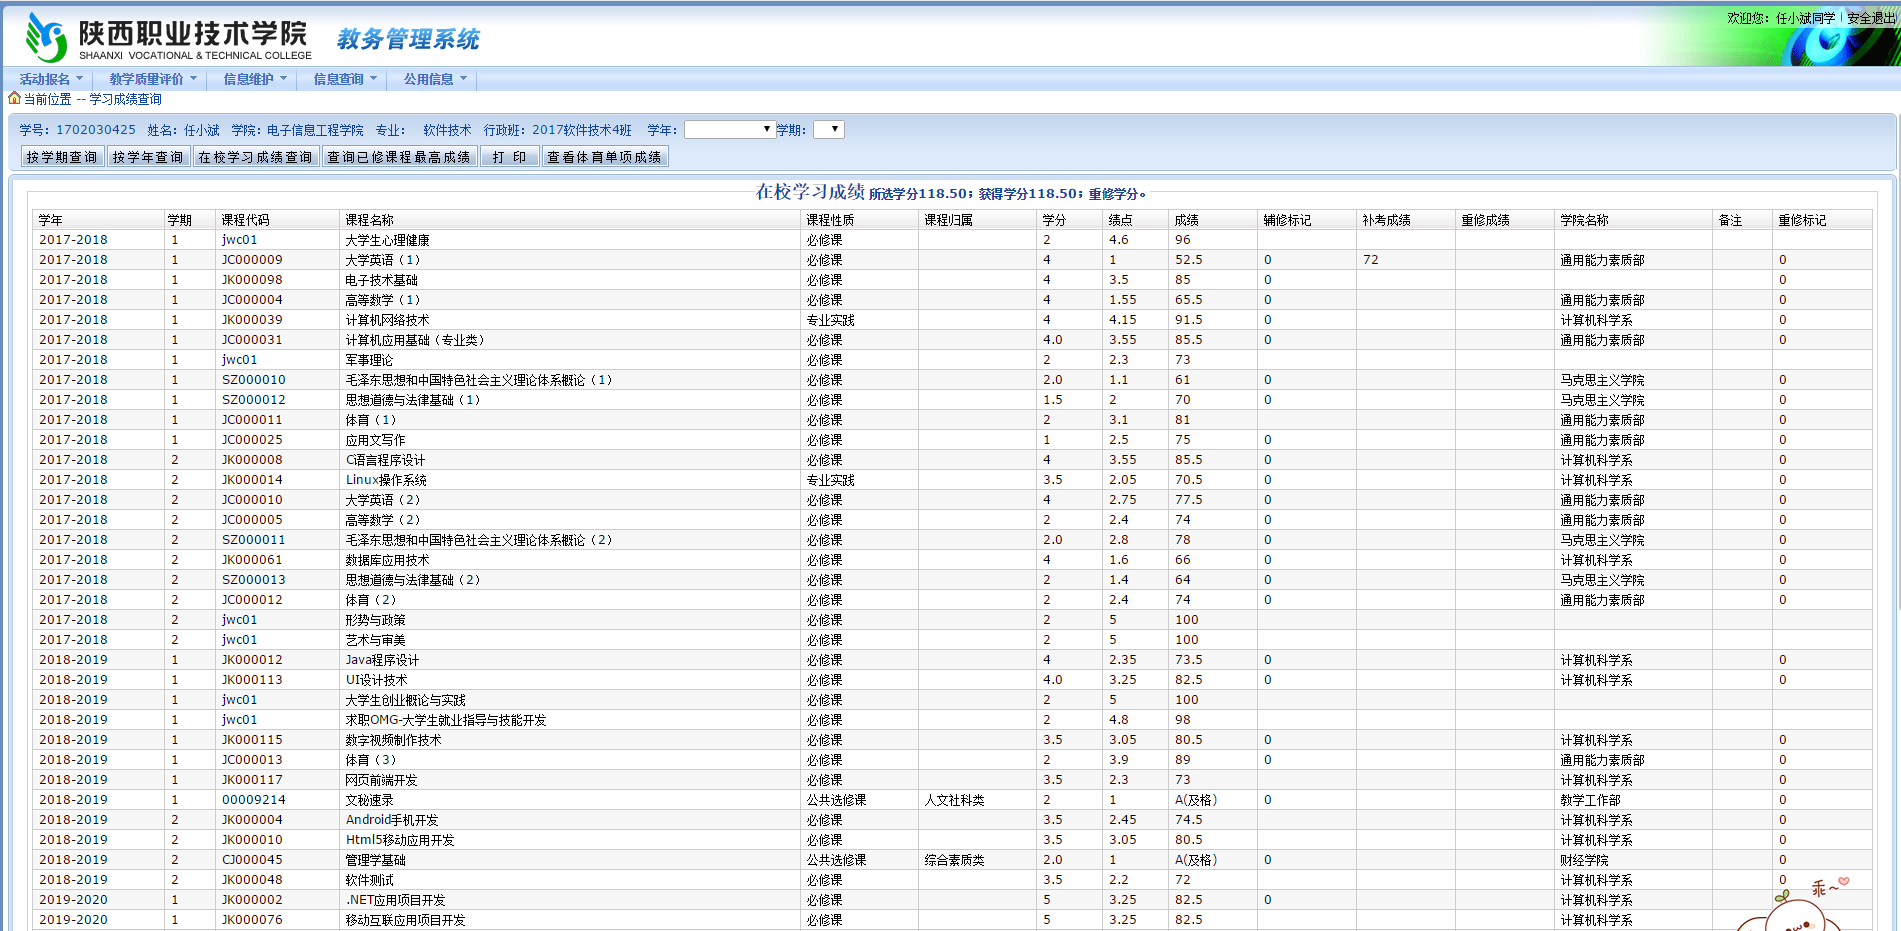 陕西职业技术学院
SHAANXI VOCATIONAL & TECHNICAL COLLEGE
教务管理系统
欢迎您：任小斌同学 | 安全退出
活动报名 教学质量评价 信息维护 信息查询 公用信息
当前位置 -- 学习成绩查询
学号：1702030425 姓名：任小斌 学院：电子信息工程学院 专业： 软件技术 行政班：2017软件技术4班 学年： 学期：
按学期查询 按学年查询 在校学习成绩查询 查询已修课程最高成绩 打 印 查看体育单项成绩
在校学习成绩 所选学分118.50；获得学分118.50；重修学分。
学年 学期 课程代码 课程名称 课程性质 课程归属 学分 绩点 成绩 辅修标记 补考成绩 重修成绩 学院名称 备注 重修标记
2017-2018 1 jwc01 大学生心理健康 必修课 2 4.6 96
2017-2018 1 JC000009 大学英语（1） 必修课 4 1 52.5 0 72 通用能力素质部 0
2017-2018 1 JK000098 电子技术基础 必修课 4 3.5 85 0 0
2017-2018 1 JC000004 高等数学（1） 必修课 4 1.55 65.5 0 通用能力素质部 0
2017-2018 1 JK000039 计算机网络技术 专业实践 4 4.15 91.5 0 计算机科学系 0
2017-2018 1 JC000031 计算机应用基础（专业类） 必修课 4.0 3.55 85.5 0 通用能力素质部 0
2017-2018 1 jwc01 军事理论 必修课 2 2.3 73
2017-2018 1 SZ000010 毛泽东思想和中国特色社会主义理论体系概论（1） 必修课 2.0 1.1 61 0 马克思主义学院 0
2017-2018 1 SZ000012 思想道德与法律基础（1） 必修课 1.5 2 70 0 马克思主义学院 0
2017-2018 1 JC000011 体育（1） 必修课 2 3.1 81 通用能力素质部 0
2017-2018 1 JC000025 应用文写作 必修课 1 2.5 75 0 通用能力素质部 0
2017-2018 2 JK000008 C语言程序设计 必修课 4 3.55 85.5 0 计算机科学系 0
2017-2018 2 JK000014 Linux操作系统 专业实践 3.5 2.05 70.5 0 计算机科学系 0
2017-2018 2 JC000010 大学英语（2） 必修课 4 2.75 77.5 0 通用能力素质部 0
2017-2018 2 JC000005 高等数学（2） 必修课 2 2.4 74 0 通用能力素质部 0
2017-2018 2 SZ000011 毛泽东思想和中国特色社会主义理论体系概论（2） 必修课 2.0 2.8 78 0 马克思主义学院 0
2017-2018 2 JK000061 数据库应用技术 必修课 4 1.6 66 0 计算机科学系 0
2017-2018 2 SZ000013 思想道德与法律基础（2） 必修课 2 1.4 64 0 马克思主义学院 0
2017-2018 2 JC000012 体育（2） 必修课 2 2.4 74 0 通用能力素质部 0
2017-2018 2 jwc01 形势与政策 必修课 2 5 100
2017-2018 2 jwc01 艺术与审美 必修课 2 5 100
2018-2019 1 JK000012 Java程序设计 必修课 4 2.35 73.5 0 计算机科学系 0
2018-2019 1 JK000113 UI设计技术 必修课 4.0 3.25 82.5 0 计算机科学系 0
2018-2019 1 jwc01 大学生创业概论与实践 必修课 2 5 100
2018-2019 1 jwc01 求职OMG-大学生就业指导与技能开发 必修课 2 4.8 98
2018-2019 1 JK000115 数字视频制作技术 必修课 3.5 3.05 80.5 0 计算机科学系 0
2018-2019 1 JC000013 体育（3） 必修课 2 3.9 89 0 通用能力素质部 0
2018-2019 1 JK000117 网页前端开发 必修课 3.5 2.3 73 计算机科学系 0
2018-2019 1 00009214 文秘速录 公共选修课 人文社科类 2 1 A(及格) 0 教学工作部 0
2018-2019 2 JK000004 Android手机开发 必修课 3.5 2.45 74.5 计算机科学系 0
2018-2019 2 JK000010 Html5移动应用开发 必修课 3.5 3.05 80.5 计算机科学系 0
2018-2019 2 CJ000045 管理学基础 公共选修课 综合素质类 2.0 1 A(及格) 0 财经学院 0
2018-2019 2 JK000048 软件测试 必修课 3.5 2.2 72 计算机科学系 0
2019-2020 1 JK000002 .NET应用项目开发 必修课 5 3.25 82.5 0 计算机科学系
2019-2020 1 JK000076 移动互联应用项目开发 必修课 5 3.25 82.5 计算机科学系
乖~